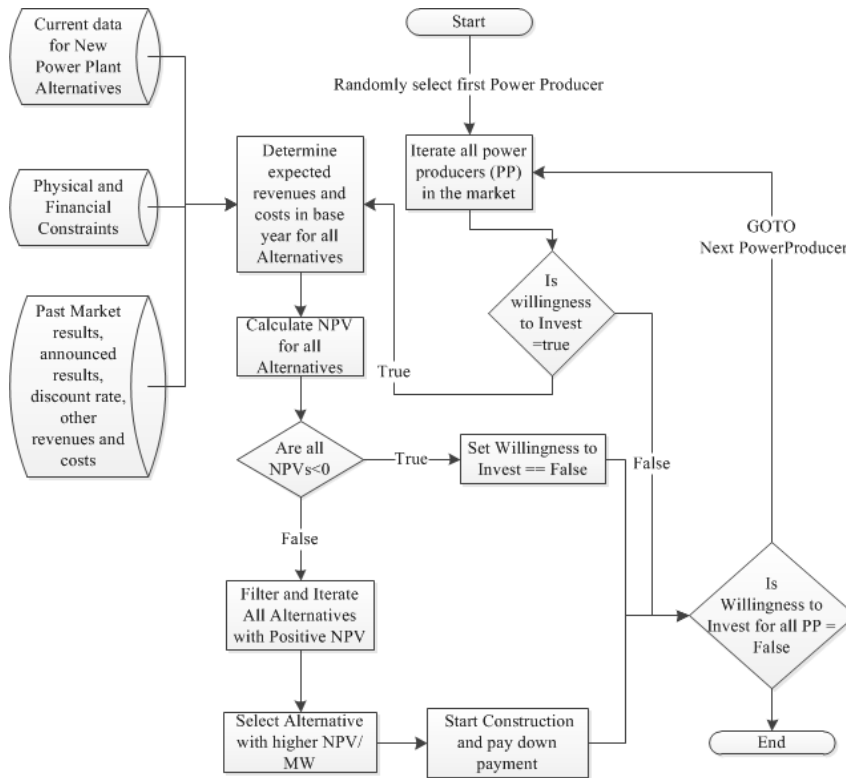 Start
Randomly select first Power Producer
Iterate all power
producers (PP)
in the market
Is
willingness
to Invest
=true
True
False
GOTO
Next PowerProducer
Current data
for New
Power Plant
Alternatives
Physical and
Financial
Constraints
Past Market
results,
announced
results,
discount rate,
other
revenues and
costs
Determine
expected
revenues and
costs in base
year for all
Alternatives
Calculate NPV
for all
Alternatives
Are all
NPVs<0
True
Set Willingness to
Invest == False
False
Filter and Iterate
All Alternatives
with Positive NPV
Select Alternative
with higher NPV/
MW
Start Construction
and pay down
payment
Is
Willingness to
Invest for all PP =
False
End